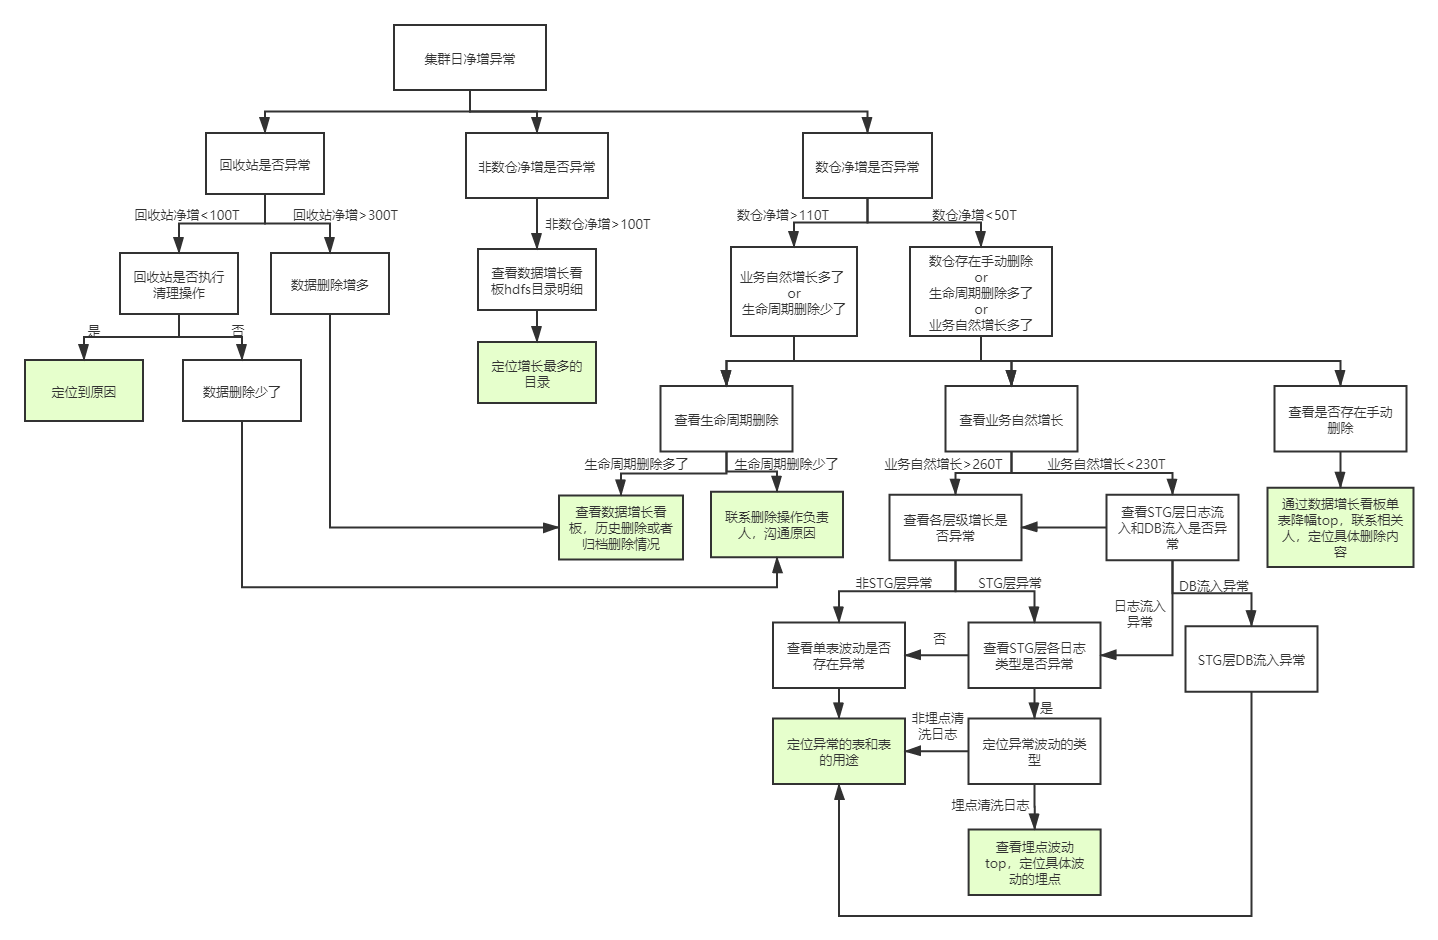 集群日净增异常
回收站是否异常
非数仓净增是否异常
数仓净增是否异常
回收站净增<100T
回收站净增>300T
非数仓净增>100T
数仓净增>110T
数仓净增<50T
回收站是否执行
清理操作
数据删除增多
查看数据增长看
板hdfs目录明细
业务自然增长多了
or
生命周期删除少了
数仓存在手动删除
or
生命周期删除多了
or
业务自然增长多了
是
否
定位到原因
数据删除少了
定位增长最多的
目录
查看生命周期删除
查看业务自然增长
查看是否存在手动
删除
生命周期删除多了
生命周期删除少了
业务自然增长>260T
业务自然增长<230T
查看数据增长看
板，历史删除或者
归档删除情况
联系删除操作负责
人，沟通原因
查看各层级增长是
否异常
查看STG层日志流
入和DB流入是否异
常
通过数据增长看板单
表降幅top，联系相关
人，定位具体删除内
容
非STG层异常
STG层异常
日志流入
异常
DB流入异常
查看单表波动是否
存在异常
否
查看STG层各日志
类型是否异常
STG层DB流入异常
是
定位异常的表和表
的用途
非埋点清
洗日志
定位异常波动的类
型
埋点清洗日志
查看埋点波动
top，定位具体波
动的埋点